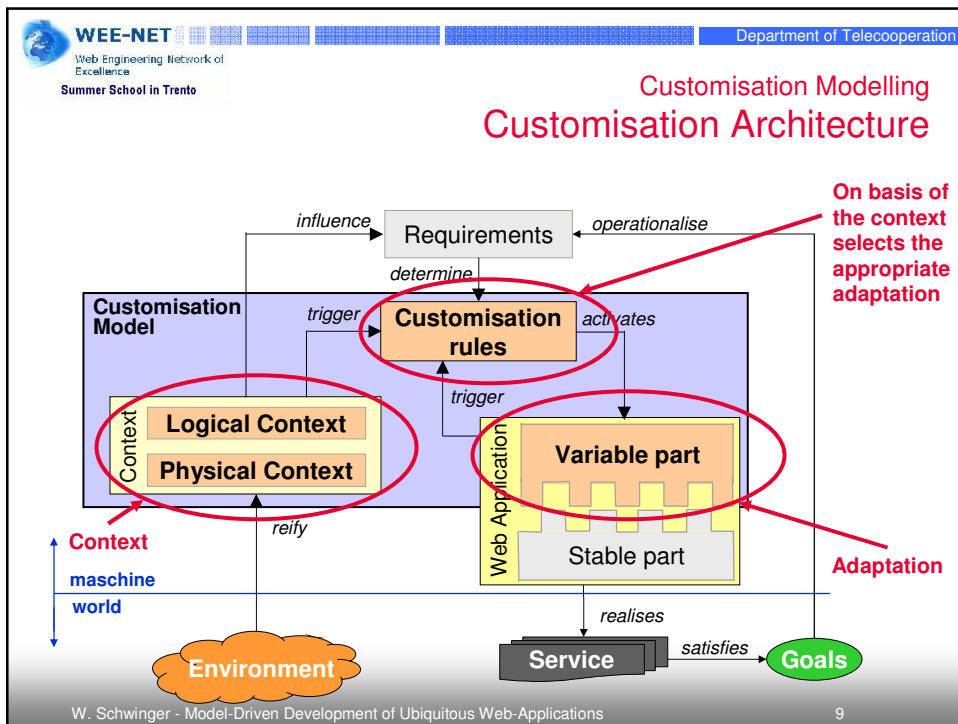 WEE-NET
Department of Telecooperation
Web Engineering Network of
Excellence
Summer School in Trento
Customisation Modelling
Customisation Architecture
On basis of
the context
selects the
appropriate
adaptation
influence
Requirements
operationalise
determine
Customisation
Model
trigger
Customisation
rules
activates
trigger
Context
Logical Context
Physical Context
Web Application
Variable part
Stable part
reify
Context
Adaptation
maschine
world
realises
Environment
Service
satisfies
Goals
W. Schwinger - Model-Driven Development of Ubiquitous Web-Applications
9